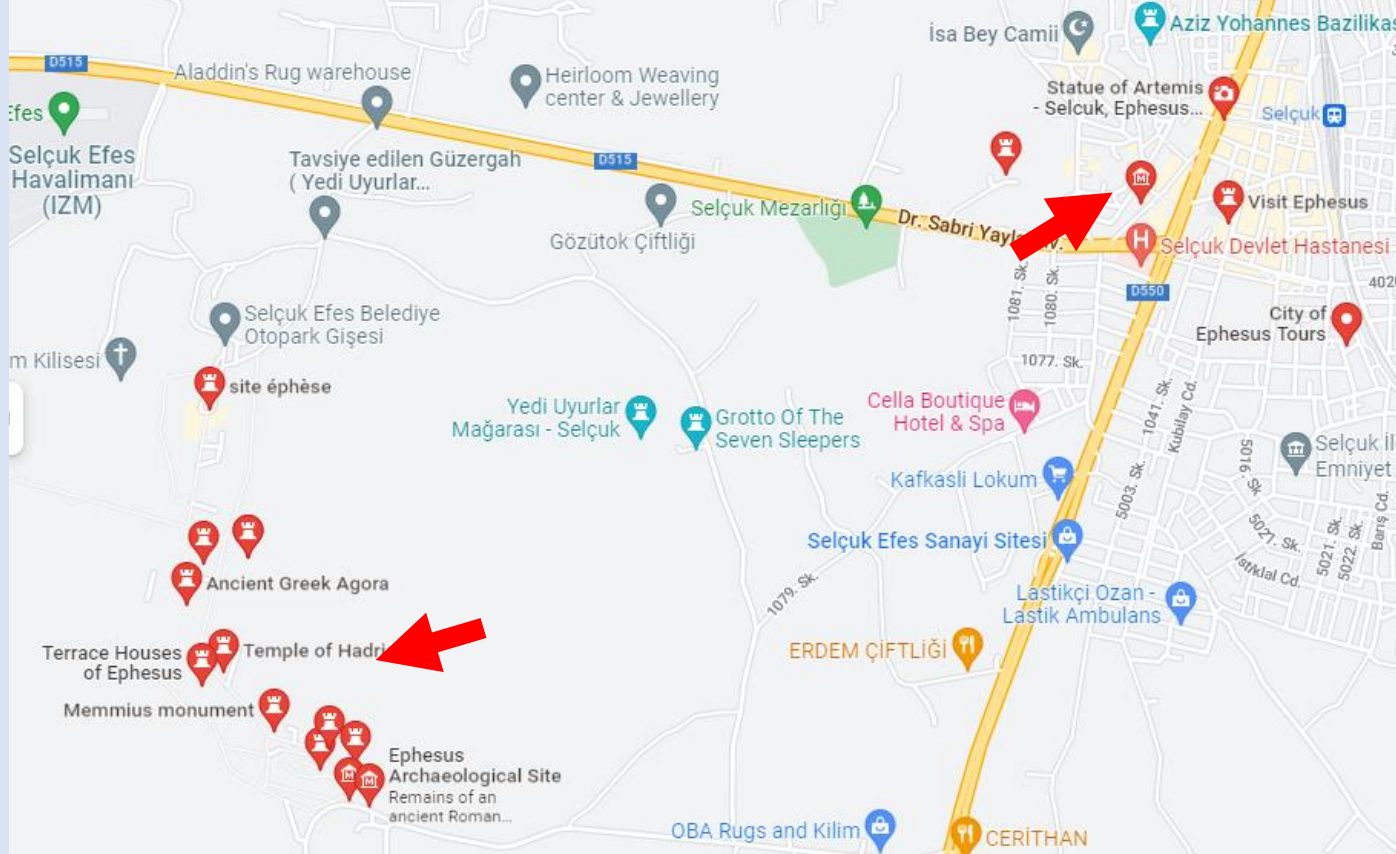 İsa Bey Camii
Aziz Yohannes Bazilikas
D515
Aladdin's Rug warehouse
Heirloom Weaving
center & Jewellery
Statue of Artemis
- Selcuk, Ephesus...
Selçuk
Efes
Selçuk Efes
Havalimanı
(IZM)
Tavsiye edilen Güzergah
( Yedi Uyurlar...
D515
Selçuk Mezarlığı
Visit Ephesus
Dr. Sabri Yayla
v.
Gözütok Çiftliği
H
Selçuk Devlet Hastanesi
1081. Sk.
1080. Sk.
D550
402
Selçuk Efes Belediye
Otopark Gişesi
City of
Ephesus Tours
m Kilisesi
1077. Sk.
site éphèse
Yedi Uyurlar
Mağarası - Selçuk
Grotto Of The
Seven Sleepers
Cella Boutique
Hotel & Spa
1041. Sk.
Kubilay Cd.
5016. Sk
Selçuk İl
Emniyet
Kafkasli Lokum
5003. Sk.
Selçuk Efes Sanayi Sitesi
5021. Sk.
5021. Sk.
5022. Sk.
Barış Cd.
Ancient Greek Agora
İstiklal Cd.
1079. Sk.
Lastikçi Ozan -
Lastik Ambulans
Terrace Houses
of Ephesus
Temple of Hadri
ERDEM ÇİFTLİĞİ
Memmius monument
Ephesus
Archaeological Site
Remains of an
ancient Roman...
OBA Rugs and Kilim
CERİTHAN